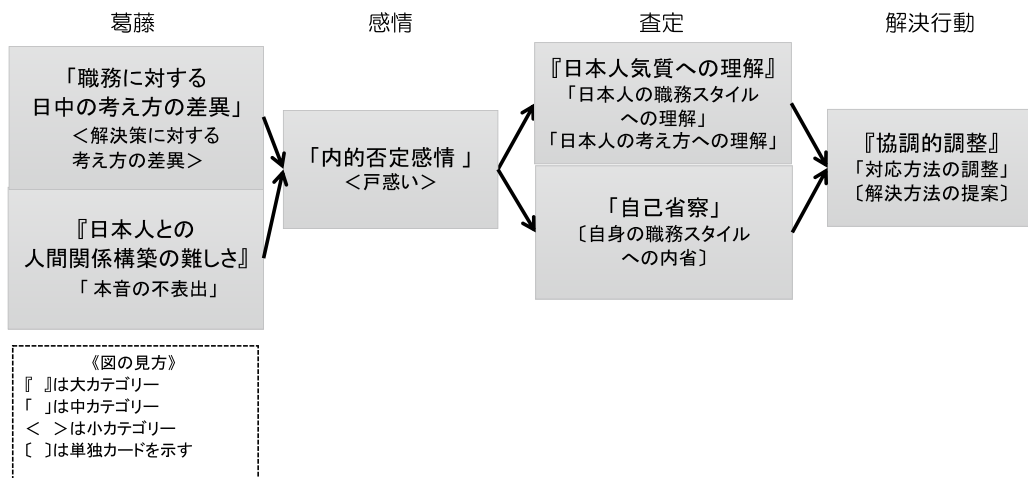 葛藤
感情
査定
解決行動
「職務に対する
日中の考え方の差異」
＜解決策に対する
考え方の差異＞
『日本人との
人間関係構築の難しさ』
「 本音の不表出」
「内的否定感情 」
＜戸惑い＞
『日本人気質への理解』
「日本人の職務スタイル
への理解」
「日本人の考え方への理解」
「自己省察」
〔自身の職務スタイル
への内省〕
『協調的調整』
「対応方法の調整」
〔解決方法の提案〕
《図の見方》
『 』は大カテゴリー
「 」は中カテゴリー
＜ ＞は小カテゴリー
〔 〕は単独カードを示す